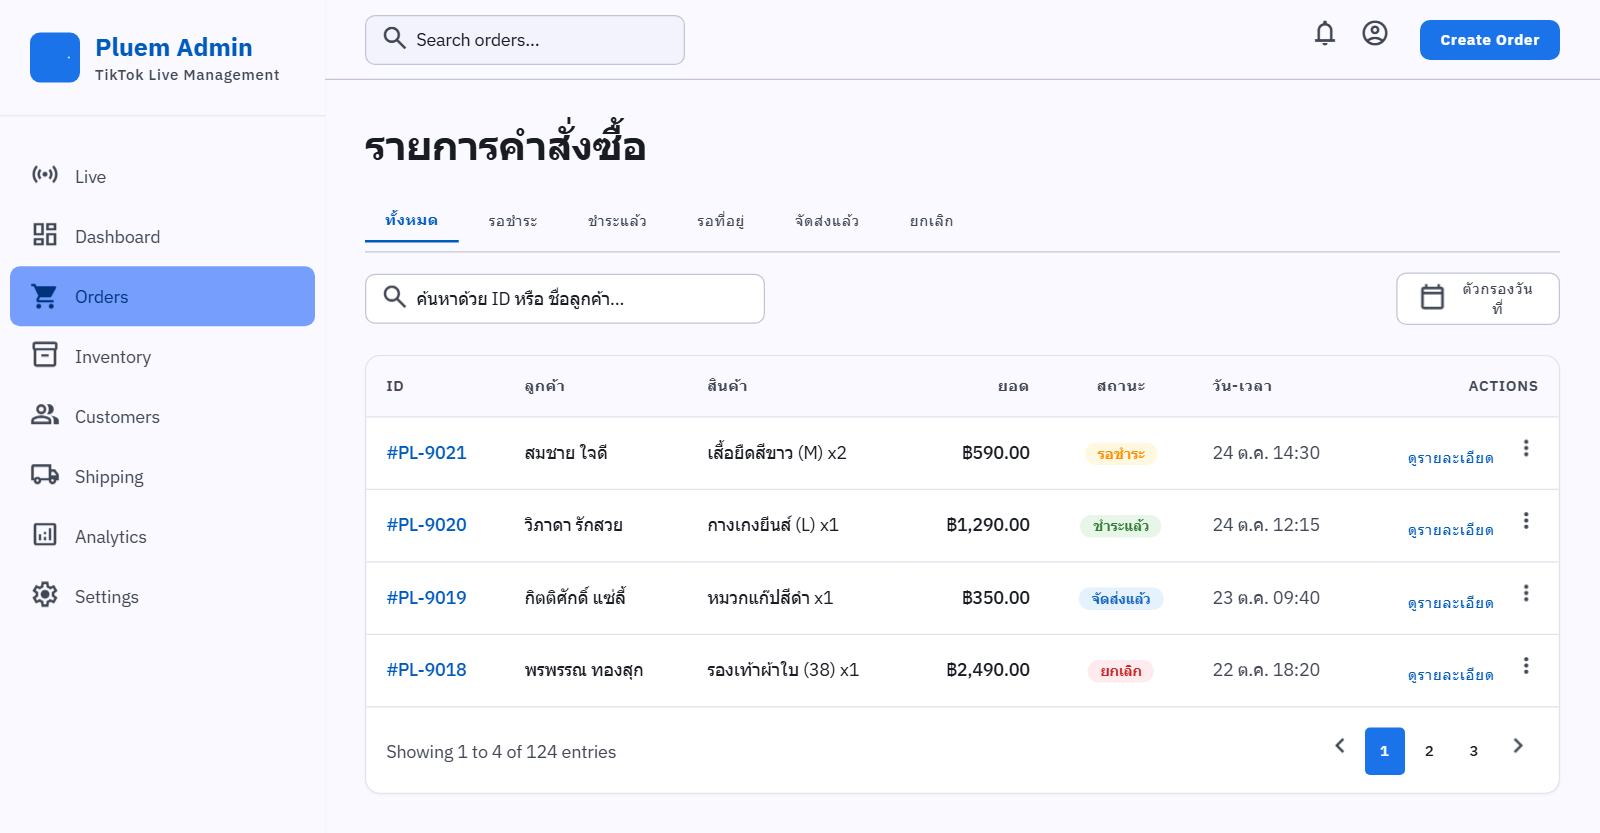 Pluem Admin
TikTok Live Management
Live
Dashboard
Orders
Inventory
Customers
Shipping
Analytics
Settings
Search orders...
Create Order
รายการคำสั่งซื้อ
ทั้งหมด รอชำระ ชำระแล้ว รอที่อยู่ จัดส่งแล้ว ยกเลิก
ค้นหาด้วย ID หรือ ชื่อลูกค้า...
ตัวกรองวัน
ที่
ID ลูกค้า สินค้า ยอด สถานะ วัน-เวลา ACTIONS
#PL-9021 สมชาย ใจดี เสื้อยืดสีขาว (M) x2 ฿590.00 รอชำระ 24 ต.ค. 14:30 ดูรายละเอียด
#PL-9020 วิภาดา รักสวย กางเกงยีนส์ (L) x1 ฿1,290.00 ชำระแล้ว 24 ต.ค. 12:15 ดูรายละเอียด
#PL-9019 กิตติศักดิ์ แซ่ลี้ หมวกแก๊ปสีดำ x1 ฿350.00 จัดส่งแล้ว 23 ต.ค. 09:40 ดูรายละเอียด
#PL-9018 พรพรรณ ทองสุก รองเท้าผ้าใบ (38) x1 ฿2,490.00 ยกเลิก 22 ต.ค. 18:20 ดูรายละเอียด
Showing 1 to 4 of 124 entries
1 2 3